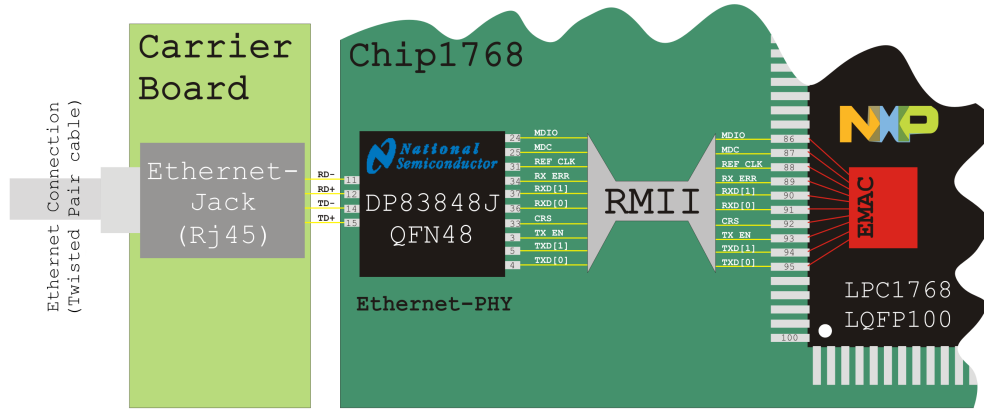 Ethernet Connection
(Twisted Pair cable)
Carrier
Board
Ethernet-
Jack
(Rj45)
RD-
RD+
TD-
TD+
Chip1768
11
12
14
15
National
Semiconductor
DP83848J
QFN48
Ethernet-PHY
24 MDIO
25 MDC
31 REF CLK
34 RX ERR
37 RXD[1]
36 RXD[0]
33 CRS
3 TX EN
5 TXD[1]
4 TXD[0]
RMII
MDIO 86
MDC 87
REF CLK 88
RX ERR 89
RXD[1] 90
RXD[0] 91
CRS 92
TX EN 93
TXD[1] 94
TXD[0] 95
100
NXP
EMAC
LPC1768
LQFP100